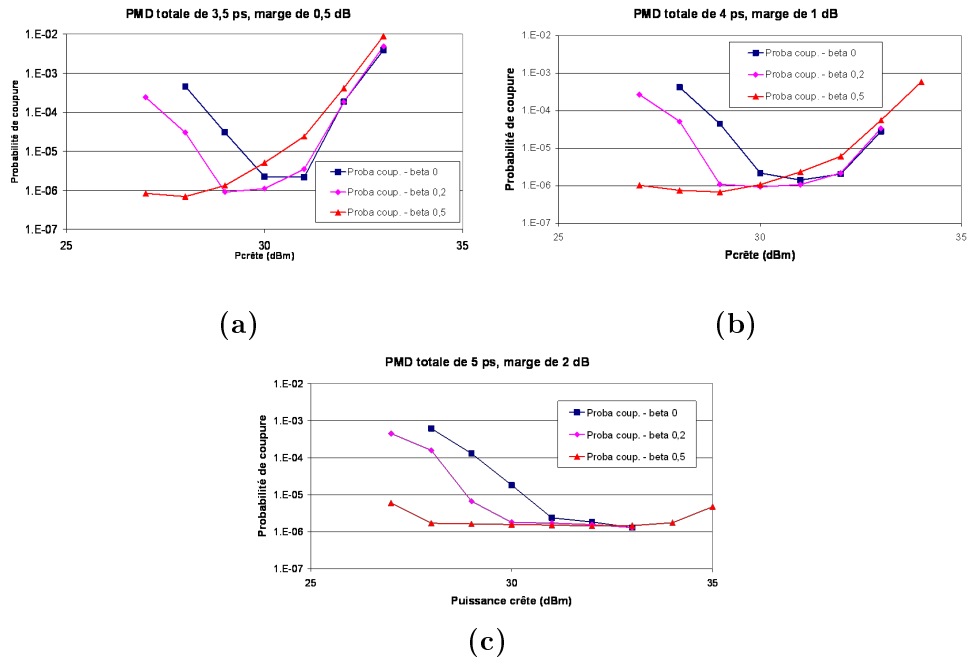 PMD totale de 3,5 ps, marge de 0,5 dB
Probabilité de coupure
1.E-02
1.E-03
1.E-04
1.E-05
1.E-06
1.E-07
25
30
35
Pcrête (dBm)
Proba coup. - beta 0
Proba coup. - beta 0,2
Proba coup. - beta 0,5
(a)
PMD totale de 4 ps, marge de 1 dB
Probabilité de coupure
1.E-02
1.E-03
1.E-04
1.E-05
1.E-06
1.E-07
25
30
35
Pcrête (dBm)
Proba coup. - beta 0
Proba coup. - beta 0,2
Proba coup. - beta 0,5
(b)
PMD totale de 5 ps, marge de 2 dB
Probabilité de coupure
1.E-02
1.E-03
1.E-04
1.E-05
1.E-06
1.E-07
25
30
35
Puissance crête (dBm)
Proba coup. - beta 0
Proba coup. - beta 0,2
Proba coup. - beta 0,5
(c)